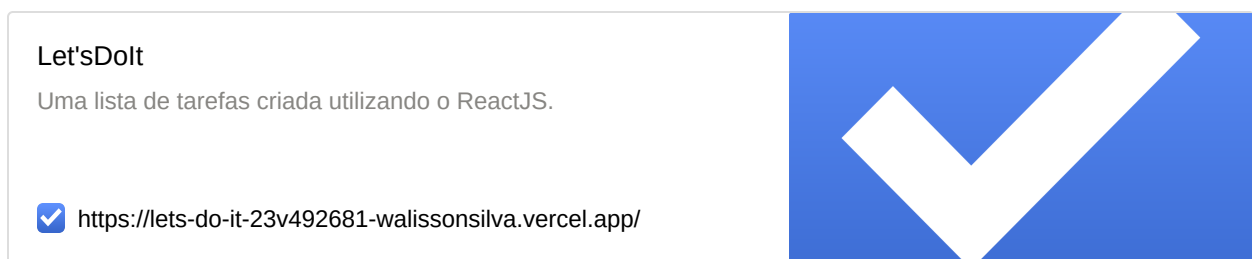 Let'sDoIt
Uma lista de tarefas criada utilizando o ReactJS.
https://lets-do-it-23v492681-walissonsilva.vercel.app/